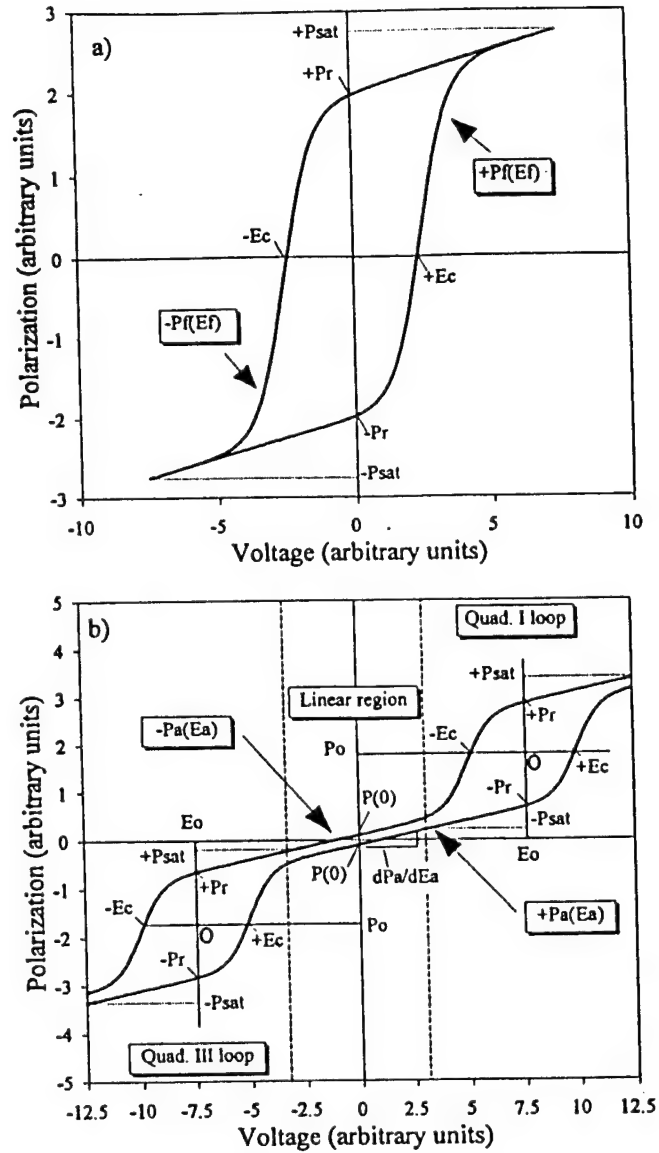 a)
3
+Psat
+Pr
2
+Pf(Ef)
1
-Ec
0
+Ec
-Pf(Ef)
-1
-2
-Pr
-Psat
-3
-10
-5
0
5
10
Polarization (arbitrary units)
Voltage (arbitrary units)
b)
5
Quad. I loop
4
+Psat
Linear region
3
+Pr
-Pa(Ea)
-Ec
2
Po
O
+Ec
1
P(0)
-Pr
Eo
-Psat
0
+Psat
Eo
P(0)
dPa/dEa
+Pr
-1
+Pa(Ea)
-Ec
Po
-2
O
+Ec
-Pr
-3
-Psat
-4
Quad. III loop
-5
-12.5
-10
-7.5
-5
-2.5
0
2.5
5
7.5
10
12.5
Polarization (arbitrary units)
Voltage (arbitrary units)